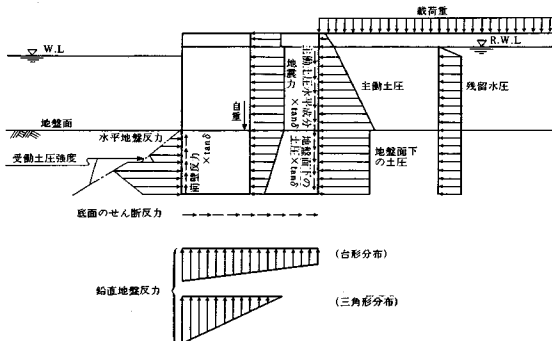 載荷重
W.L
R.W.L
地震力
主働土圧水平成分×tanδ
主働土圧
残留水圧
自重
地盤面
水平地盤反力
受働土圧強度
前壁反力×tanδ
地盤面下の土圧×tanδ
地盤面下の土圧
底面のせん断反力
鉛直地盤反力
(台形分布)
(三角形分布)